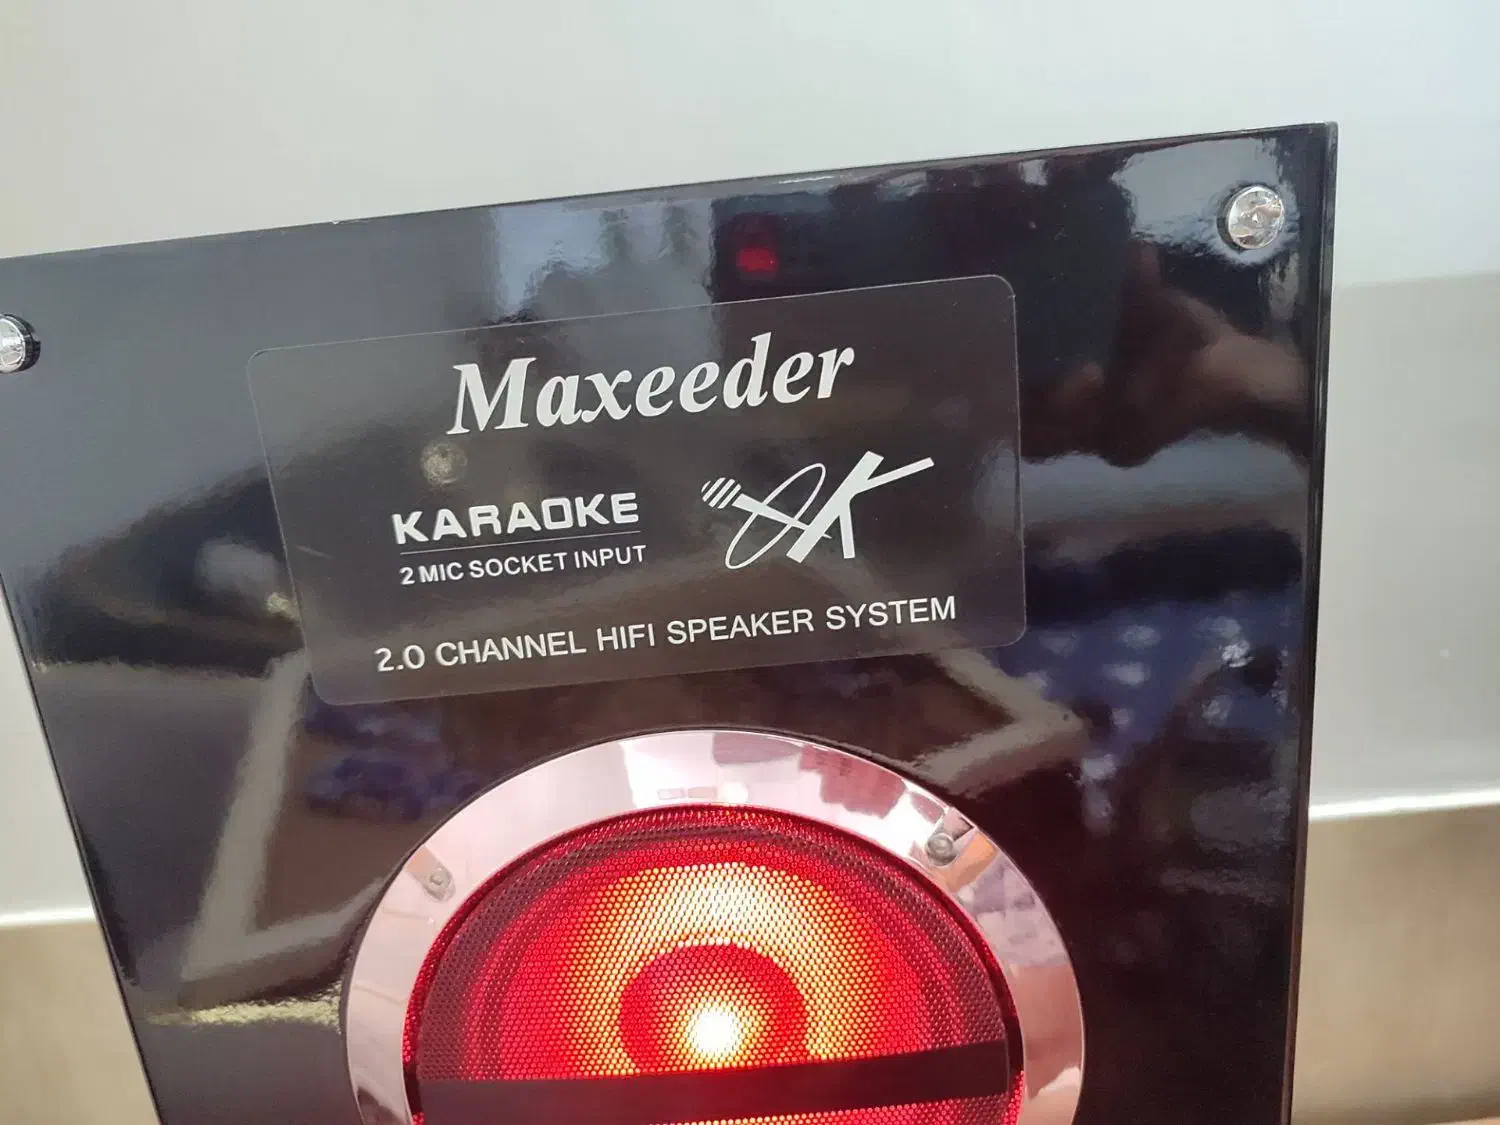 Maxeeder
KARAOKE
2 MIC SOCKET INPUT
2.0 CHANNEL HIFI SPEAKER SYSTEM